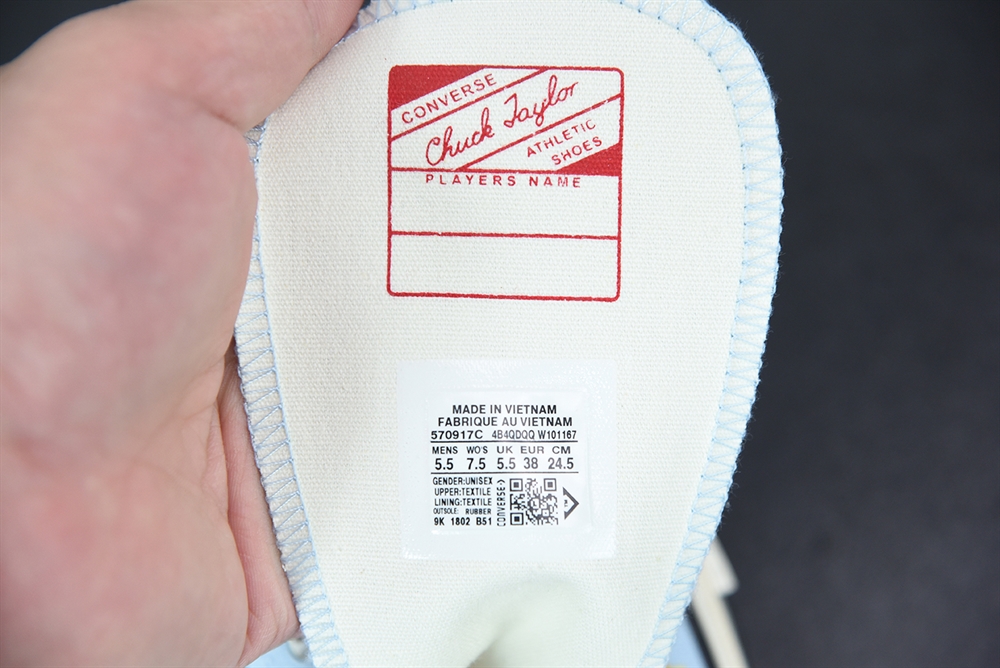 CONVERSE
Chuck Taylor
ATHLETIC
SHOES
PLAYERS NAME
MADE IN VIETNAM
FABRIQUE AU VIETNAM
570917C 4B4QDQQ W101167
MENS WO'S UK EUR CM
5.5 7.5 5.5 38 24.5
GENDER:UNISEX
UPPER:TEXTILE
LINING:TEXTILE
OUTSOLE: RUBBER
9K 1802 B51
CONVERSE